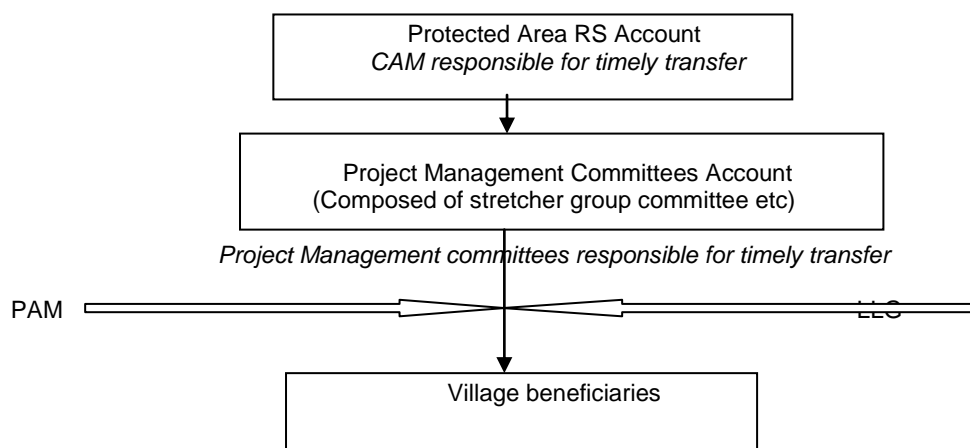 Protected Area RS Account
CAM responsible for timely transfer
Project Management Committees Account
(Composed of stretcher group committee etc)
Project Management committees responsible for timely transfer
PAM
LLG
Village beneficiaries